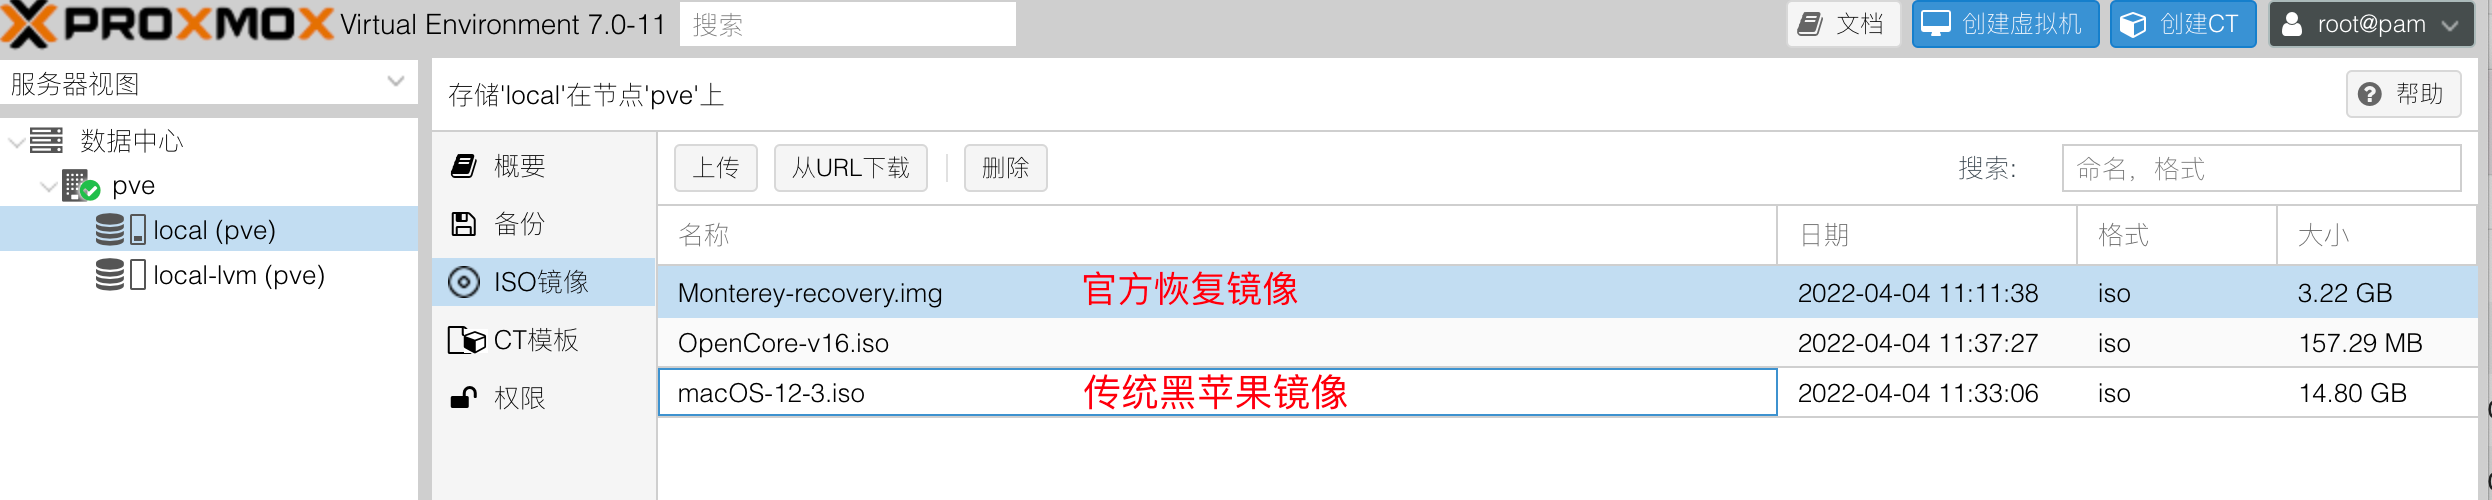 PROXMOX Virtual Environment 7.0-11 搜索 文档 创建虚拟机 创建CT root@pam
服务器视图
存储'local'在节点'pve'上 帮助
数据中心
pve
local (pve)
local-lvm (pve)
概要
备份
ISO镜像
CT模板
权限
上传 从URL下载 删除 搜索: 命名，格式
名称 日期 格式 大小
Monterey-recovery.img 官方恢复镜像 2022-04-04 11:11:38 iso 3.22 GB
OpenCore-v16.iso 2022-04-04 11:37:27 iso 157.29 MB
macOS-12-3.iso 传统黑苹果镜像 2022-04-04 11:33:06 iso 14.80 GB